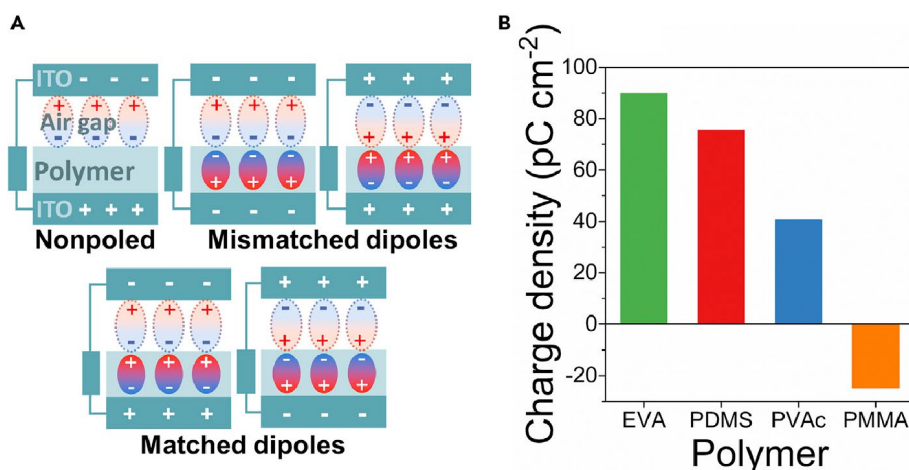 A
ITO - - -
+ + +
Air gap
- - -
Polymer
ITO + + +
Nonpoled
- - -
+ + +
- - -
- - -
+ + +
- - -
+ + +
- - -
+ + +
+ + +
- - -
+ + +
Mismatched dipoles
- - -
+ + +
- - -
+ + +
- - -
+ + +
+ + +
- - -
+ + +
- - -
+ + +
- - -
Matched dipoles
B
Charge density (pC cm⁻²)
100
80
60
40
20
0
-20
EVA PDMS PVAc PMMA
Polymer